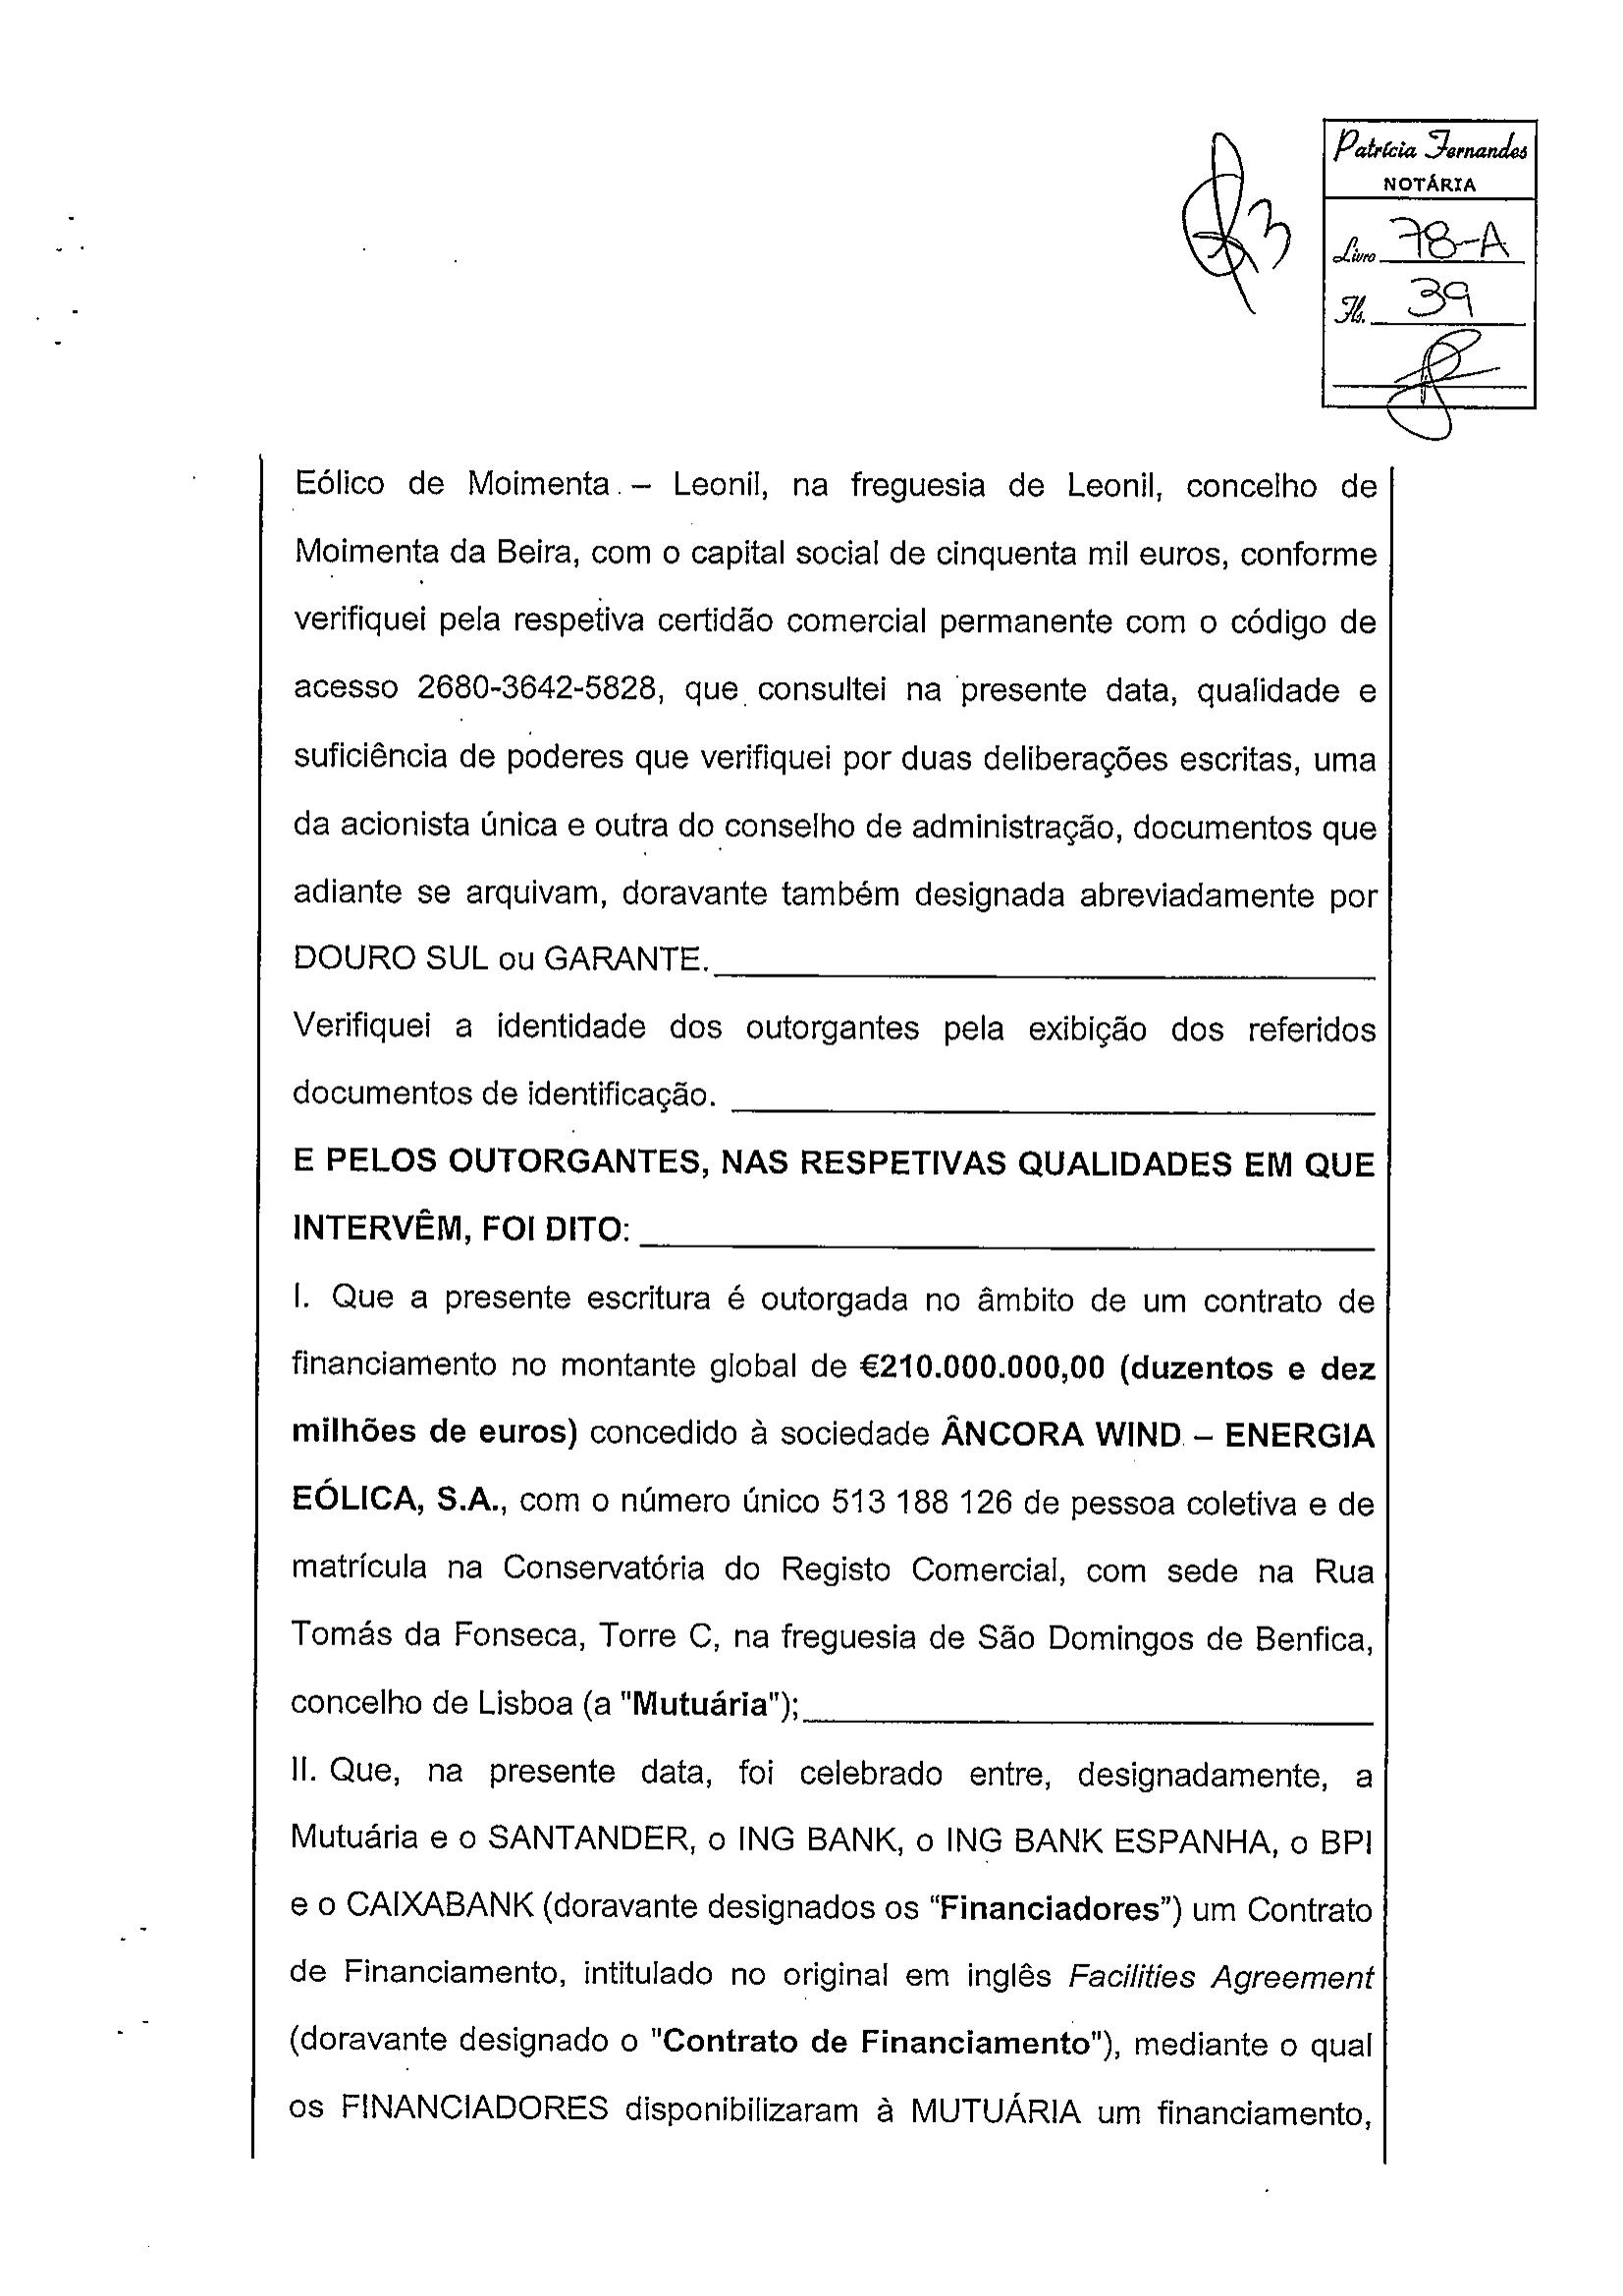 Patrícia Fernandes
NOTÁRIA
Livro 78-A
Fls. 39
Eólico de Moimenta – Leonil, na freguesia de Leonil, concelho de
Moimenta da Beira, com o capital social de cinquenta mil euros, conforme
verifiquei pela respetiva certidão comercial permanente com o código de
acesso 2680-3642-5828, que consultei na presente data, qualidade e
suficiência de poderes que verifiquei por duas deliberações escritas, uma
da acionista única e outra do conselho de administração, documentos que
adiante se arquivam, doravante também designada abreviadamente por
DOURO SUL ou GARANTE.
Verifiquei a identidade dos outorgantes pela exibição dos referidos
documentos de identificação.
E PELOS OUTORGANTES, NAS RESPETIVAS QUALIDADES EM QUE
INTERVÊM, FOI DITO:
I. Que a presente escritura é outorgada no âmbito de um contrato de
financiamento no montante global de €210.000.000,00 (duzentos e dez
milhões de euros) concedido à sociedade ÂNCORA WIND – ENERGIA
EÓLICA, S.A., com o número único 513 188 126 de pessoa coletiva e de
matrícula na Conservatória do Registo Comercial, com sede na Rua
Tomás da Fonseca, Torre C, na freguesia de São Domingos de Benfica,
concelho de Lisboa (a "Mutuária");
II. Que, na presente data, foi celebrado entre, designadamente, a
Mutuária e o SANTANDER, o ING BANK, o ING BANK ESPANHA, o BPI
e o CAIXABANK (doravante designados os “Financiadores”) um Contrato
de Financiamento, intitulado no original em inglês Facilities Agreement
(doravante designado o "Contrato de Financiamento"), mediante o qual
os FINANCIADORES disponibilizaram à MUTUÁRIA um financiamento,